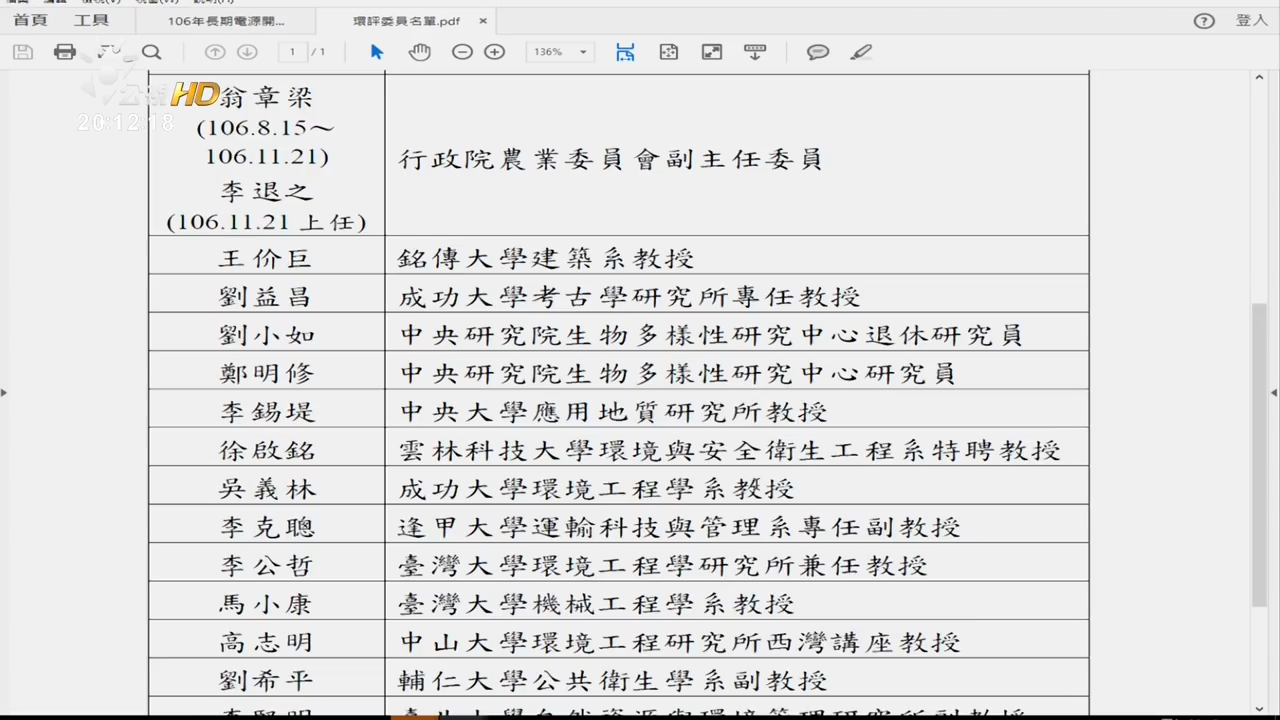 首頁 工具 106年長期電源開... 環評委員名單.pdf × 登入
1 / 1 136%
公視HD
20:12:18
翁章梁
(106.8.15～
106.11.21)
李退之
(106.11.21 上任)
行政院農業委員會副主任委員
王价巨 銘傳大學建築系教授
劉益昌 成功大學考古學研究所專任教授
劉小如 中央研究院生物多樣性研究中心退休研究員
鄭明修 中央研究院生物多樣性研究中心研究員
李錫堤 中央大學應用地質研究所教授
徐啟銘 雲林科技大學環境與安全衛生工程系特聘教授
吳義林 成功大學環境工程學系教授
李克聰 逢甲大學運輸科技與管理系專任副教授
李公哲 臺灣大學環境工程學研究所兼任教授
馬小康 臺灣大學機械工程學系教授
高志明 中山大學環境工程研究所西灣講座教授
劉希平 輔仁大學公共衛生學系副教授